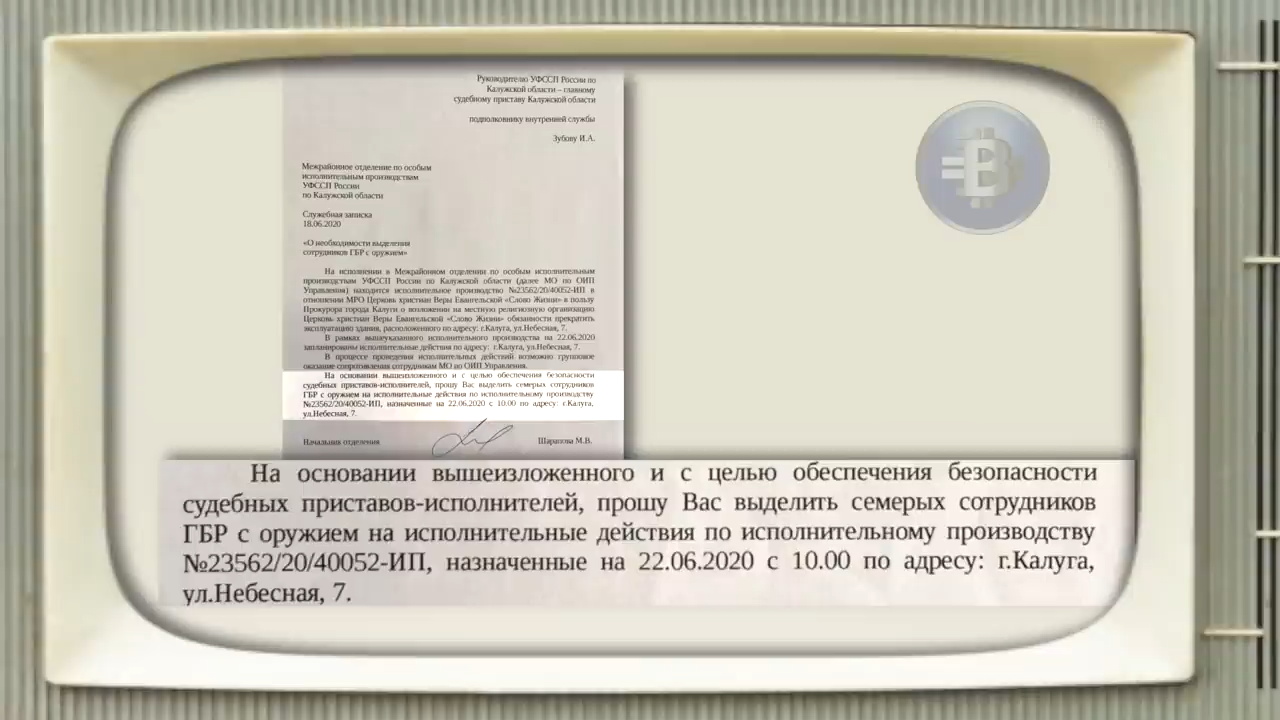 Руководителю УФССП России по
Калужской области – главному
судебному приставу Калужской области
подполковнику внутренней службы
Зубову И.А.
Межрайонное отделение по особым
исполнительным производствам
УФССП России
по Калужской области
Служебная записка
18.06.2020
«О необходимости выделения
сотрудников ГБР с оружием»
На исполнении в Межрайонном отделении по особым исполнительным
производствам УФССП России по Калужской области (далее МО по ОИП
Управления) находится исполнительное производство №23562/20/40052-ИП в
отношении МРО Церковь христиан Веры Евангельской «Слово Жизни» в пользу
Прокурора города Калуги о возложении на местную религиозную организацию
Церковь христиан Веры Евангельской «Слово Жизни» обязанности прекратить
эксплуатацию здания, расположенного по адресу: г.Калуга, ул.Небесная, 7.
В рамках вышеуказанного исполнительного производства на 22.06.2020
запланированы исполнительные действия по адресу: г.Калуга, ул.Небесная, 7.
В процессе проведения исполнительных действий возможно групповое
оказание сопротивления сотрудникам МО по ОИП Управления.
На основании вышеизложенного и с целью обеспечения безопасности
судебных приставов-исполнителей, прошу Вас выделить семерых сотрудников
ГБР с оружием на исполнительные действия по исполнительному производству
№23562/20/40052-ИП, назначенные на 22.06.2020 с 10.00 по адресу: г.Калуга,
ул.Небесная, 7.
Начальник отделения Шарапова М.В.
На основании вышеизложенного и с целью обеспечения безопасности
судебных приставов-исполнителей, прошу Вас выделить семерых сотрудников
ГБР с оружием на исполнительные действия по исполнительному производству
№23562/20/40052-ИП, назначенные на 22.06.2020 с 10.00 по адресу: г.Калуга,
ул.Небесная, 7.